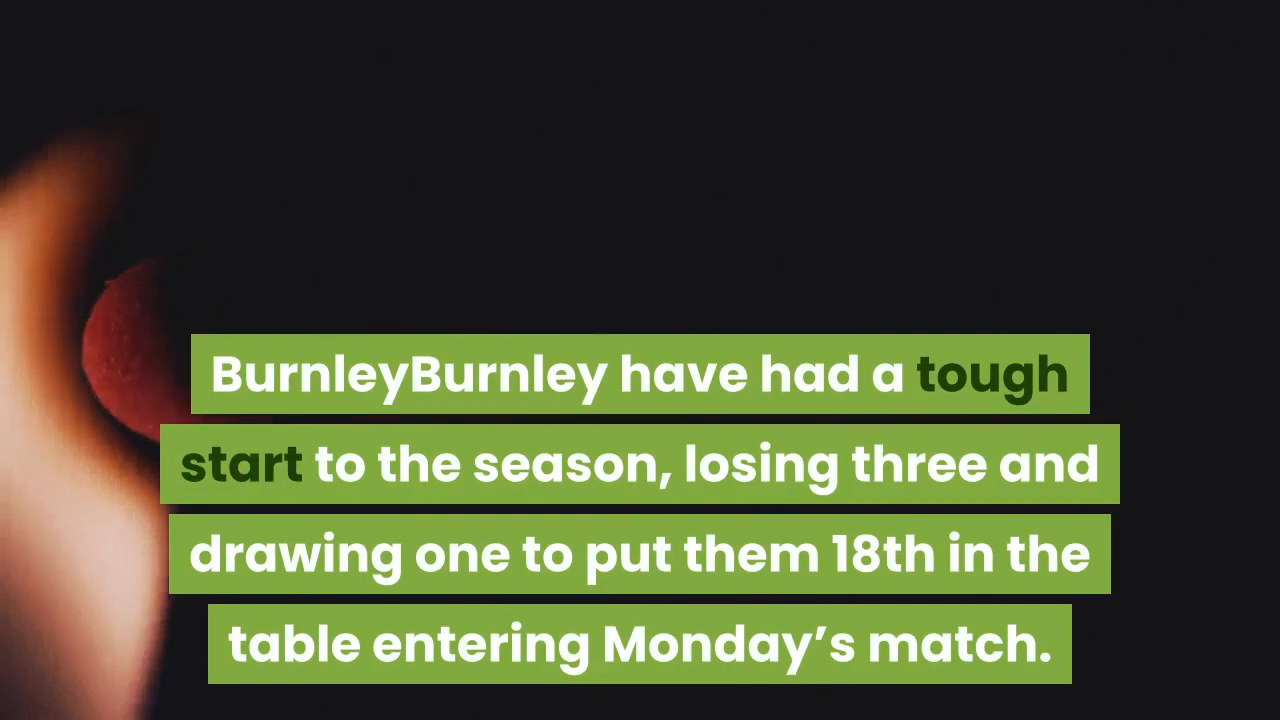 BurnleyBurnley have had a tough
start to the season, losing three and
drawing one to put them 18th in the
table entering Monday’s match.